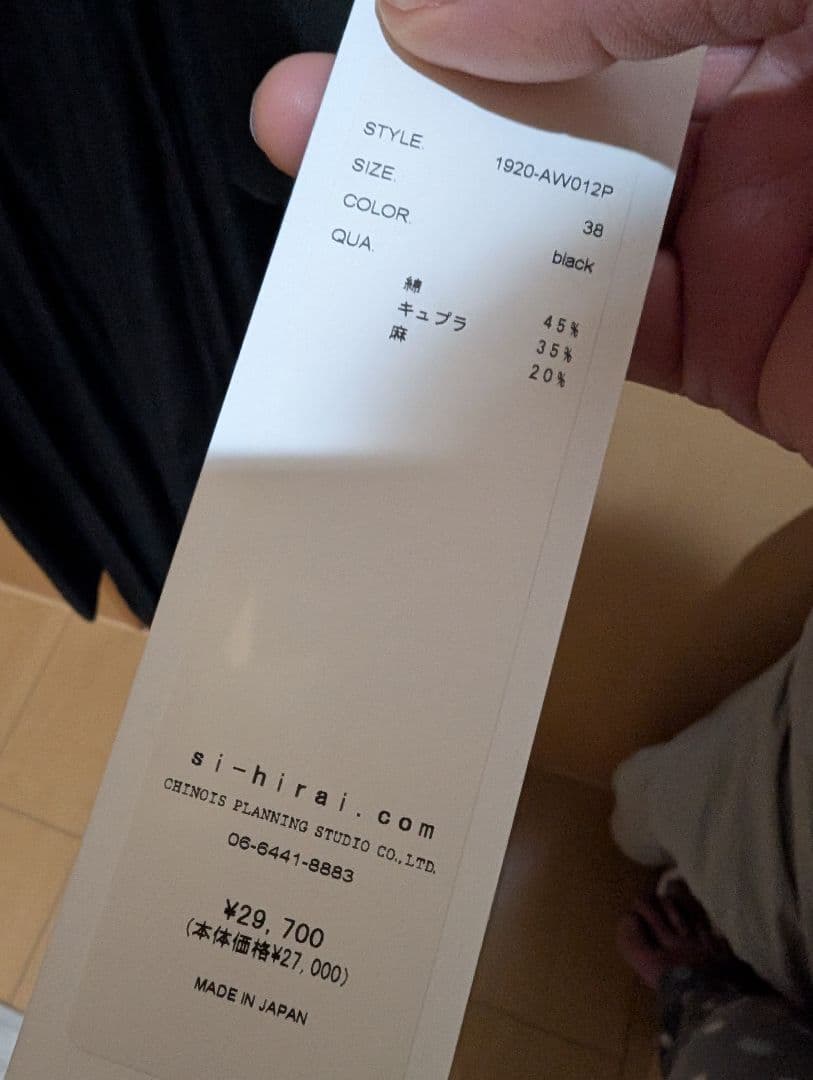 STYLE. 1920-AW012P
SIZE. 38
COLOR. black
QUA.
綿 45%
キュプラ 35%
麻 20%
si-hirai.com
CHINOIS PLANNING STUDIO CO.,LTD.
06-6441-8883
¥29,700
(本体価格¥27,000)
MADE IN JAPAN